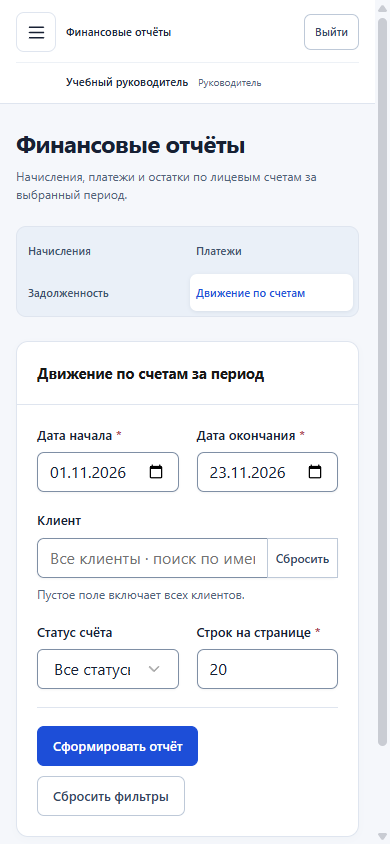 Финансовые отчёты
Выйти
Учебный руководитель Руководитель
Финансовые отчёты
Начисления, платежи и остатки по лицевым счетам за
выбранный период.
Начисления Платежи
Задолженность Движение по счетам
Движение по счетам за период
Дата начала * Дата окончания *
01.11.2026 23.11.2026
Клиент
Все клиенты · поиск по име Сбросить
Пустое поле включает всех клиентов.
Статус счёта Строк на странице *
Все статусы 20
Сформировать отчёт
Сбросить фильтры